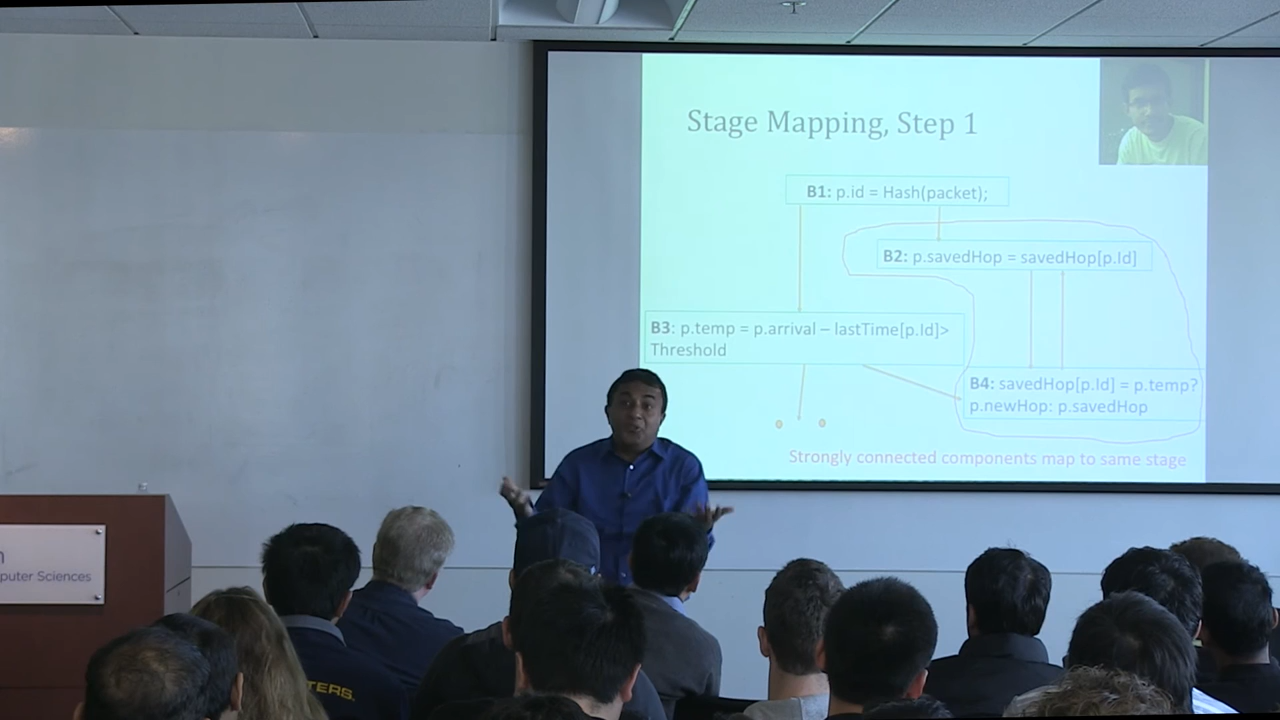 Stage Mapping, Step 1
B1: p.id = Hash(packet);
B2: p.savedHop = savedHop[p.Id]
B3: p.temp = p.arrival – lastTime[p.Id]>
Threshold
B4: savedHop[p.Id] = p.temp?
p.newHop: p.savedHop
Strongly connected components map to same stage
Sciences